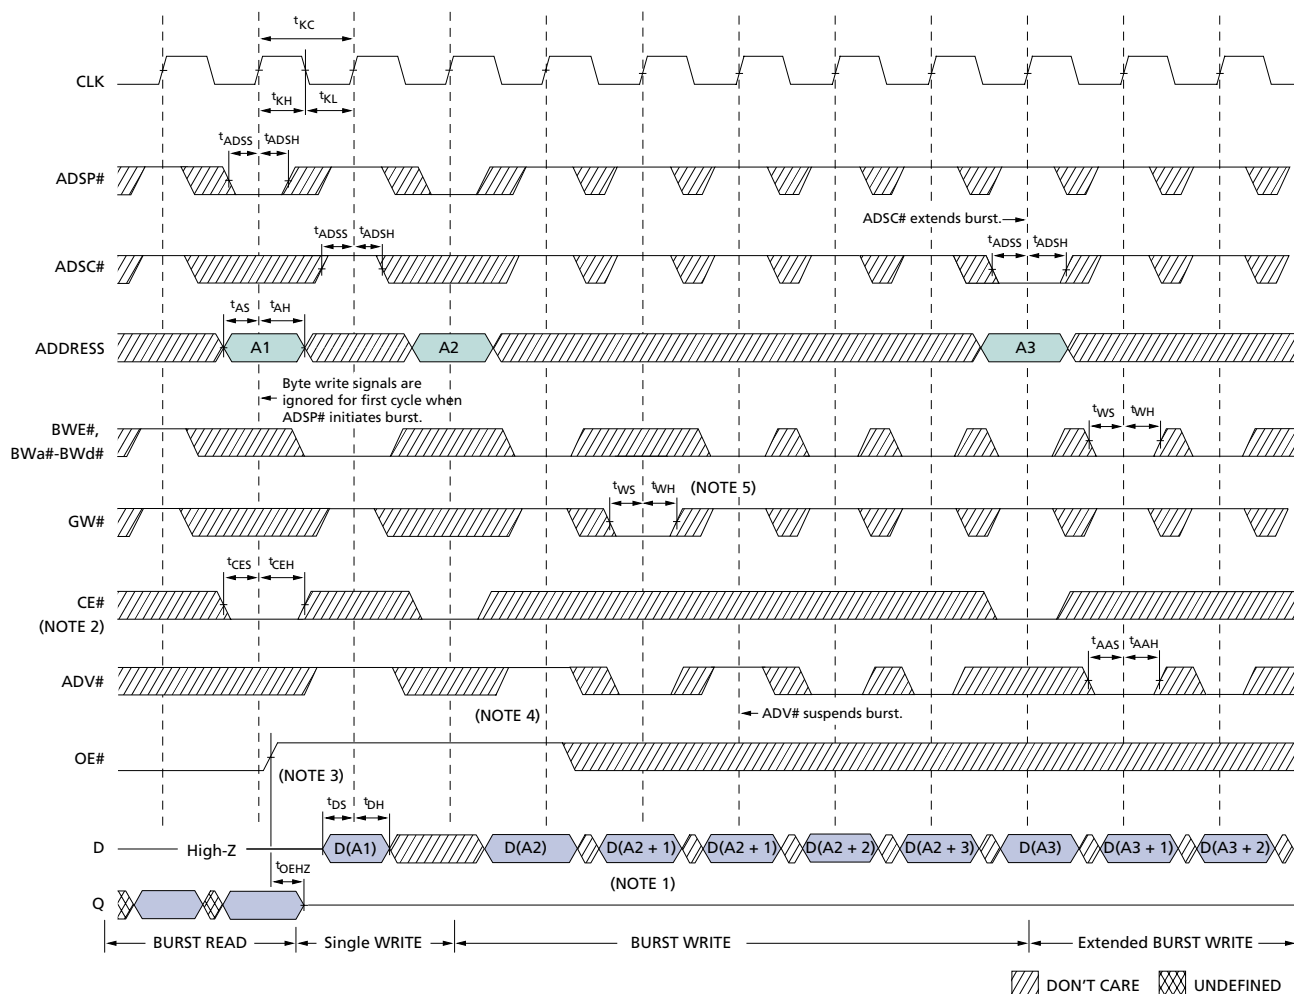 tKC
CLK
tKH
tKL
tADSS
tADSH
ADSP#
ADSC# extends burst.
tADSS
tADSH
tADSS
tADSH
ADSC#
tAS
tAH
ADDRESS
A1
A2
A3
Byte write signals are
ignored for first cycle when
ADSP# initiates burst.
BWE#,
BWa#-BWd#
tWS
tWH
tWS
tWH
(NOTE 5)
GW#
tCES
tCEH
CE#
(NOTE 2)
tAAS
tAAH
ADV#
(NOTE 4)
ADV# suspends burst.
OE#
(NOTE 3)
tDS
tDH
D
High-Z
D(A1)
D(A2)
D(A2 + 1)
D(A2 + 1)
D(A2 + 2)
D(A2 + 3)
D(A3)
D(A3 + 1)
D(A3 + 2)
tOEHZ
(NOTE 1)
Q
BURST READ
Single WRITE
BURST WRITE
Extended BURST WRITE
DON'T CARE
UNDEFINED